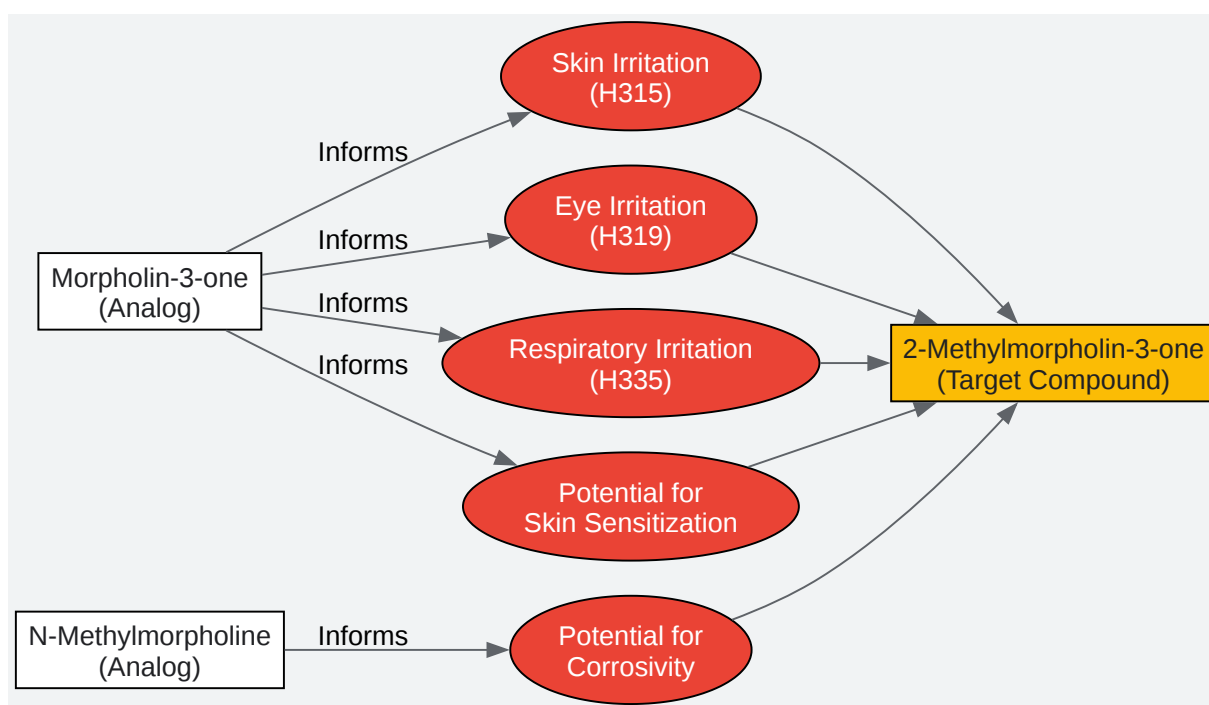 Skin Irritation
(H315)
Informs
Eye Irritation
(H319)
Informs
Morpholin-3-one
(Analog)
Informs
Respiratory Irritation
(H335)
2-Methylmorpholin-3-one
(Target Compound)
Informs
Potential for
Skin Sensitization
N-Methylmorpholine
(Analog)
Informs
Potential for
Corrosivity